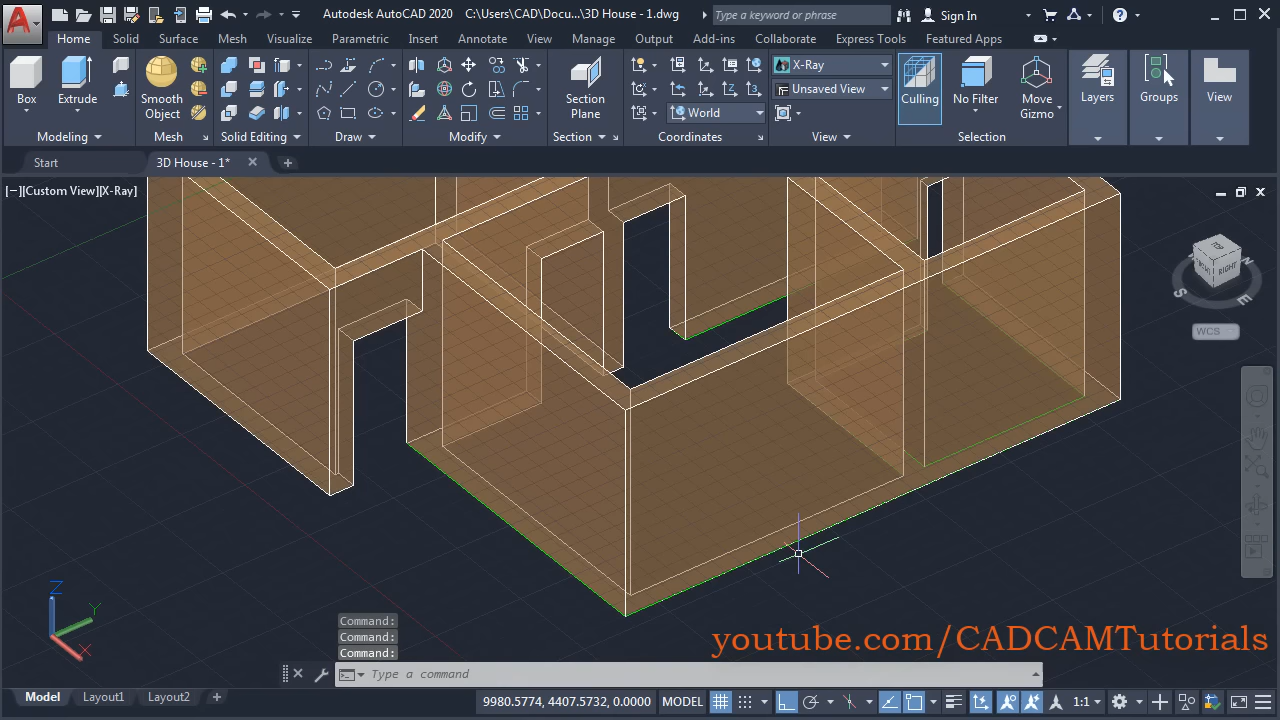 Autodesk AutoCAD 2020 C:\Users\CAD\Docu...\3D House - 1.dwg
Type a keyword or phrase
Sign In
Home Solid Surface Mesh Visualize Parametric Insert Annotate View Manage Output Add-ins Collaborate Express Tools Featured Apps
Box
Extrude
Smooth
Object
Section
Plane
World
X-Ray
Unsaved View
Culling
No Filter
Move
Gizmo
Layers
Groups
View
Modeling
Mesh
Solid Editing
Draw
Modify
Section
Coordinates
View
Selection
Start
3D House - 1*
[−][Custom View][X-Ray]
TOP
RIGHT
S
E
N
WCS
Z
Y
X
Command:
Command:
Command:
youtube.com/CADCAMTutorials
Type a command
Model Layout1 Layout2
9980.5774, 4407.5732, 0.0000 MODEL
1:1